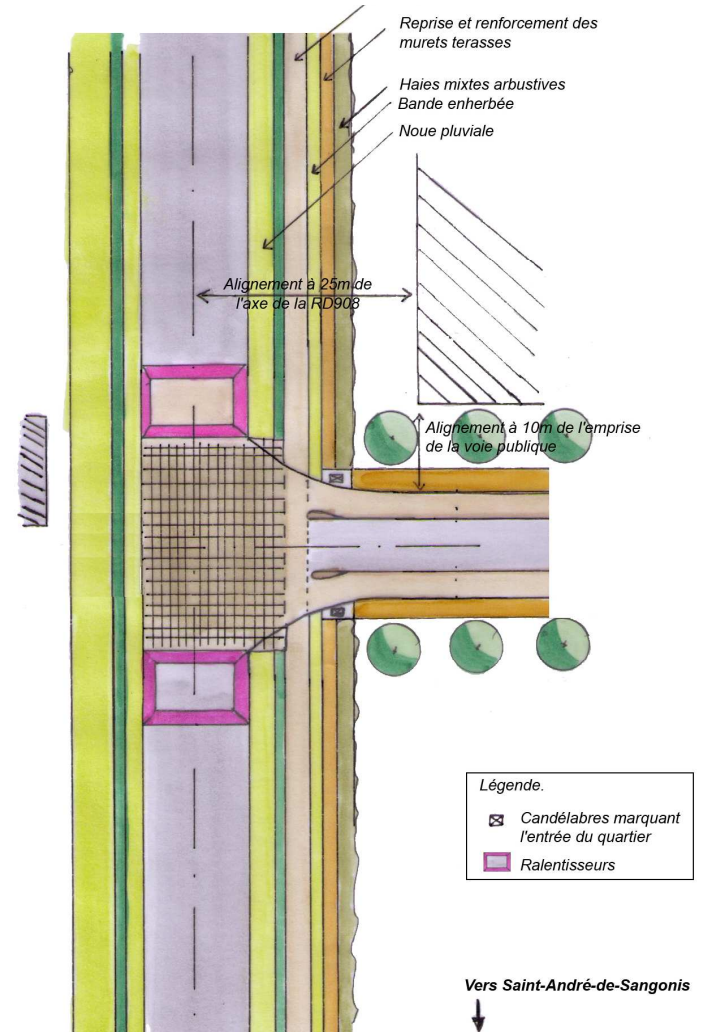 Reprise et renforcement des
murets terasses
Haies mixtes arbustives
Bande enherbée
Noue pluviale
Alignement à 25m de
l'axe de la RD908
Alignement à 10m de l'emprise
de la voie publique
Légende.
Candélabres marquant
l'entrée du quartier
Ralentisseurs
Vers Saint-André-de-Sangonis